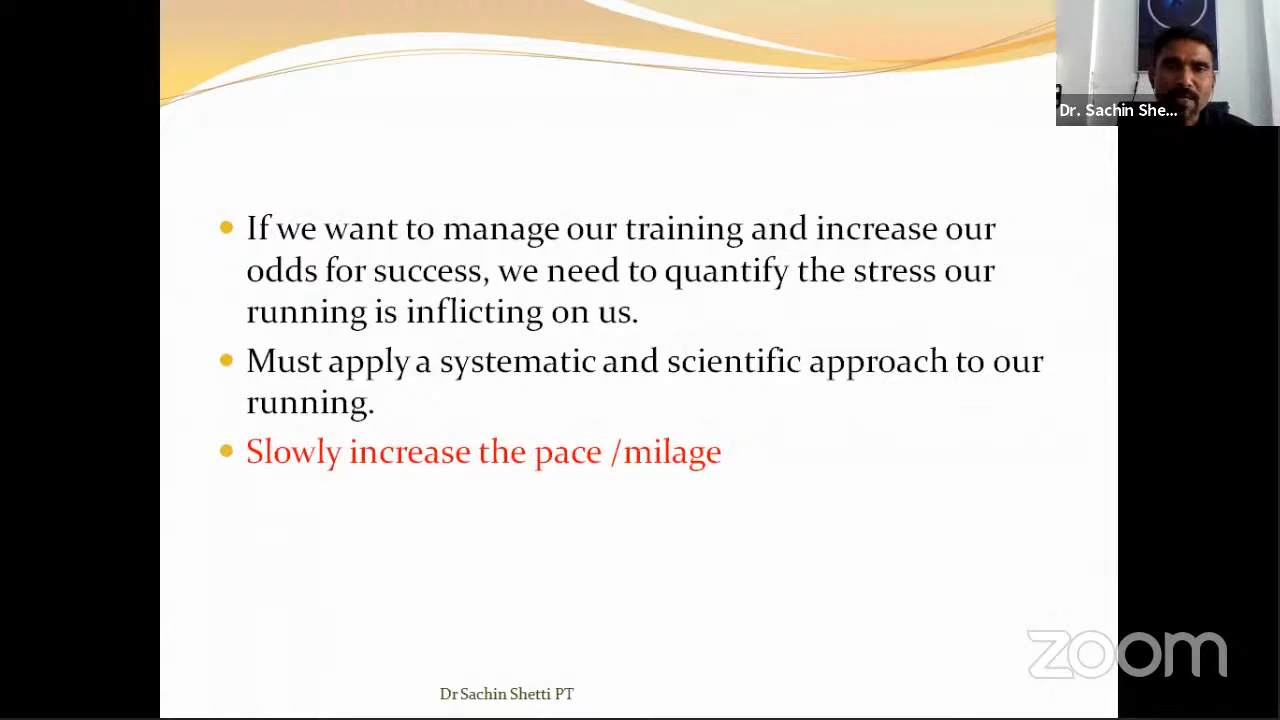 Dr. Sachin She...
If we want to manage our training and increase our
odds for success, we need to quantify the stress our
running is inflicting on us.
Must apply a systematic and scientific approach to our
running.
Slowly increase the pace /milage
zoom
Dr Sachin Shetti PT